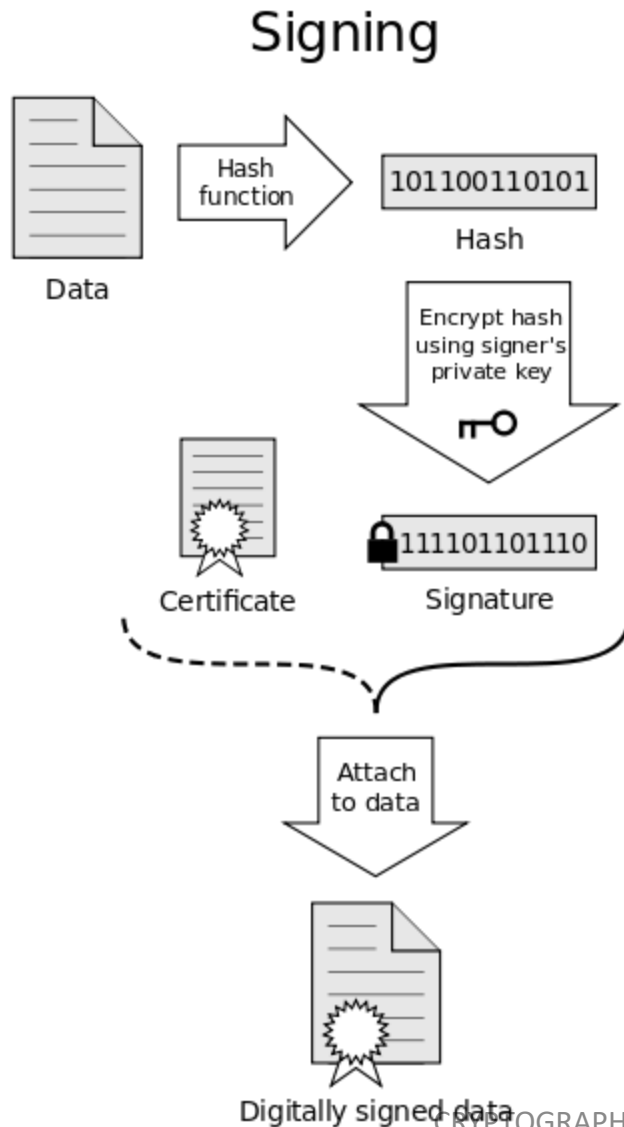 Signing
Hash
function
101100110101
Hash
Data
Encrypt hash
using signer's
private key
111101101110
Certificate
Signature
Attach
to data
Digitally signed data
CRYPTOGRAPH